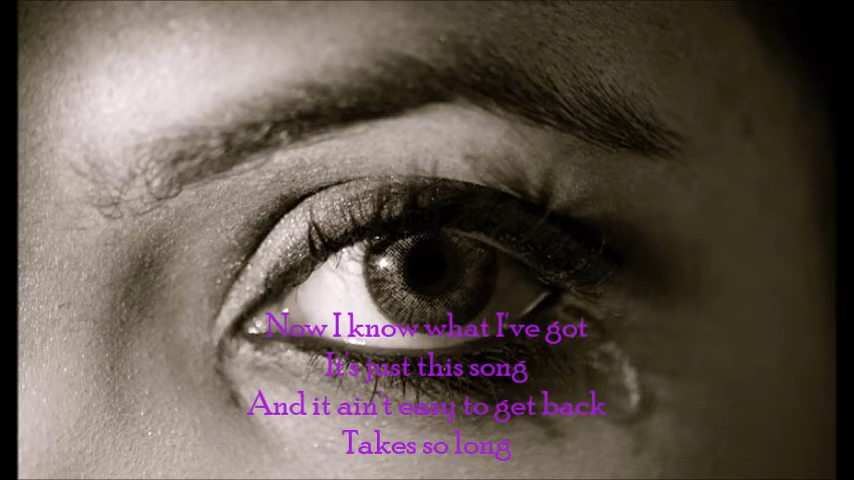 Now I know what I've got
It's just this song
And it ain't easy to get back
Takes so long